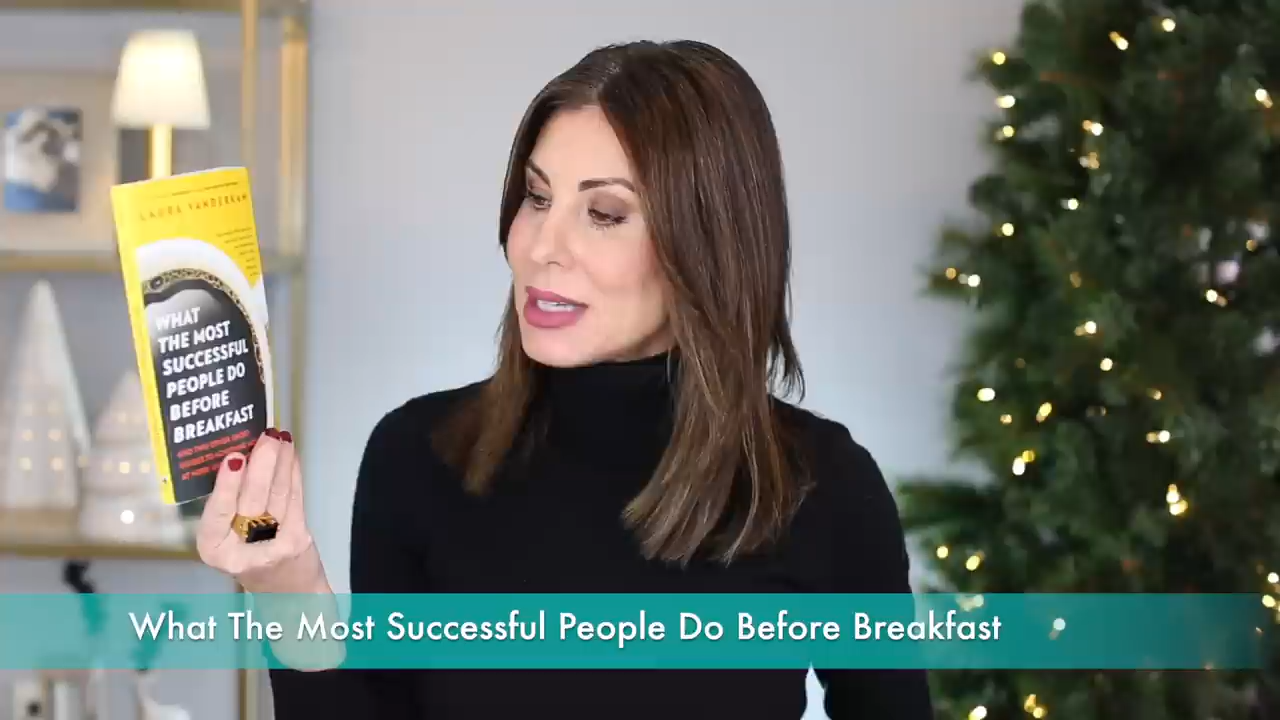 LAURA VANDERKAM
WHAT
THE MOST
SUCCESSFUL
PEOPLE DO
BEFORE
BREAKFAST
What The Most Successful People Do Before Breakfast